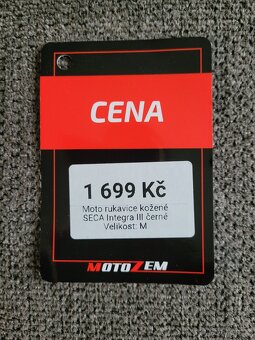 CENA
1 699 Kč
Moto rukavice kožené
SECA Integra III černé
Velikost: M
MOTOZEM